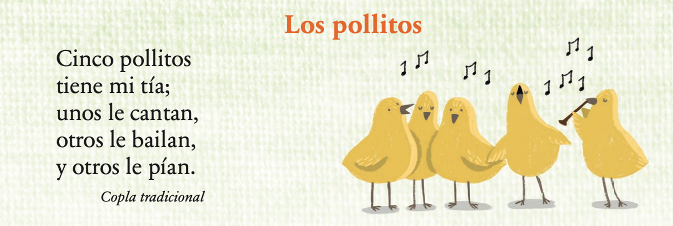 Los pollitos
Cinco pollitos
tiene mi tía;
unos le cantan,
otros le bailan,
y otros le pían.
Copla tradicional